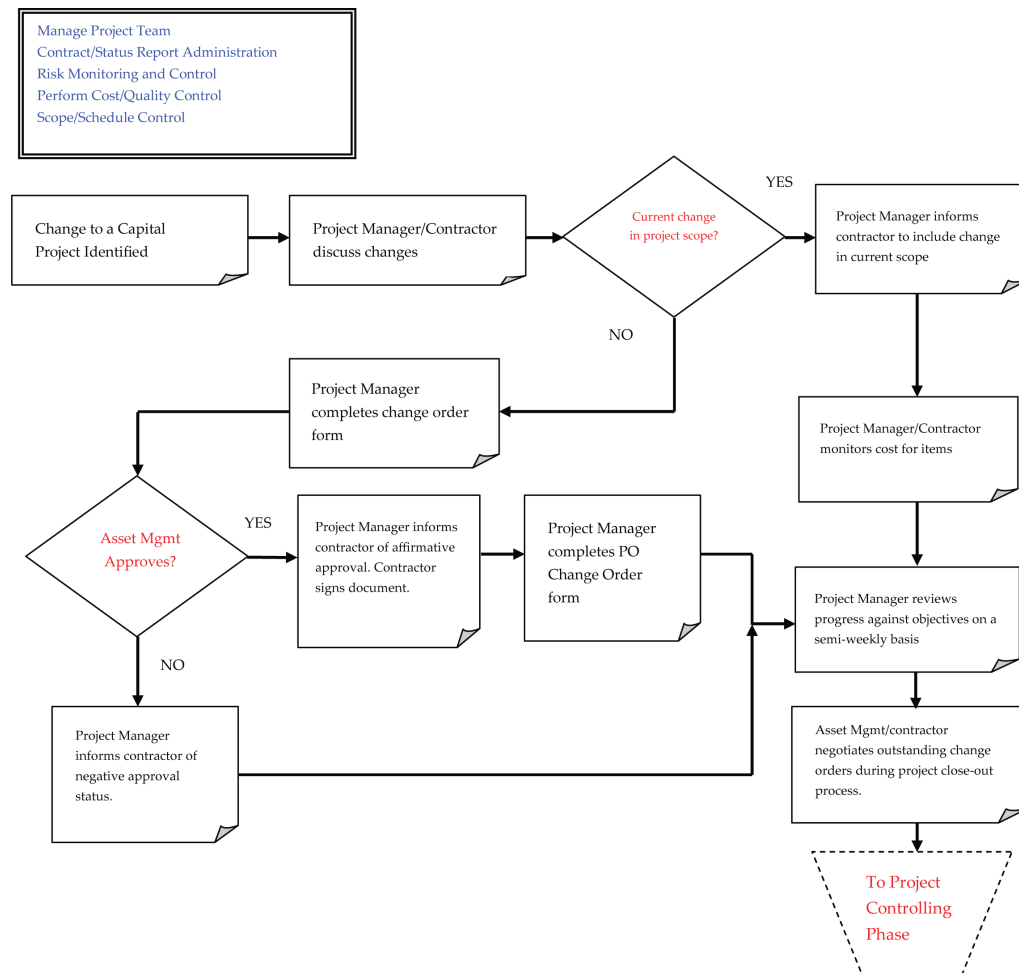 Manage Project Team
Contract/Status Report Administration
Risk Monitoring and Control
Perform Cost/Quality Control
Scope/Schedule Control
Change to a Capital
Project Identified
Project Manager/Contractor
discuss changes
Current change
in project scope?
YES
Project Manager informs
contractor to include change
in current scope
NO
Project Manager
completes change order
form
Project Manager/Contractor
monitors cost for items
Asset Mgmt
Approves?
YES
Project Manager informs
contractor of affirmative
approval. Contractor
signs document.
Project Manager
completes PO
Change Order
form
Project Manager reviews
progress against objectives on a
semi-weekly basis
NO
Project Manager
informs contractor of
negative approval
status.
Asset Mgmt/contractor
negotiates outstanding change
orders during project close-out
process.
To Project
Controlling
Phase